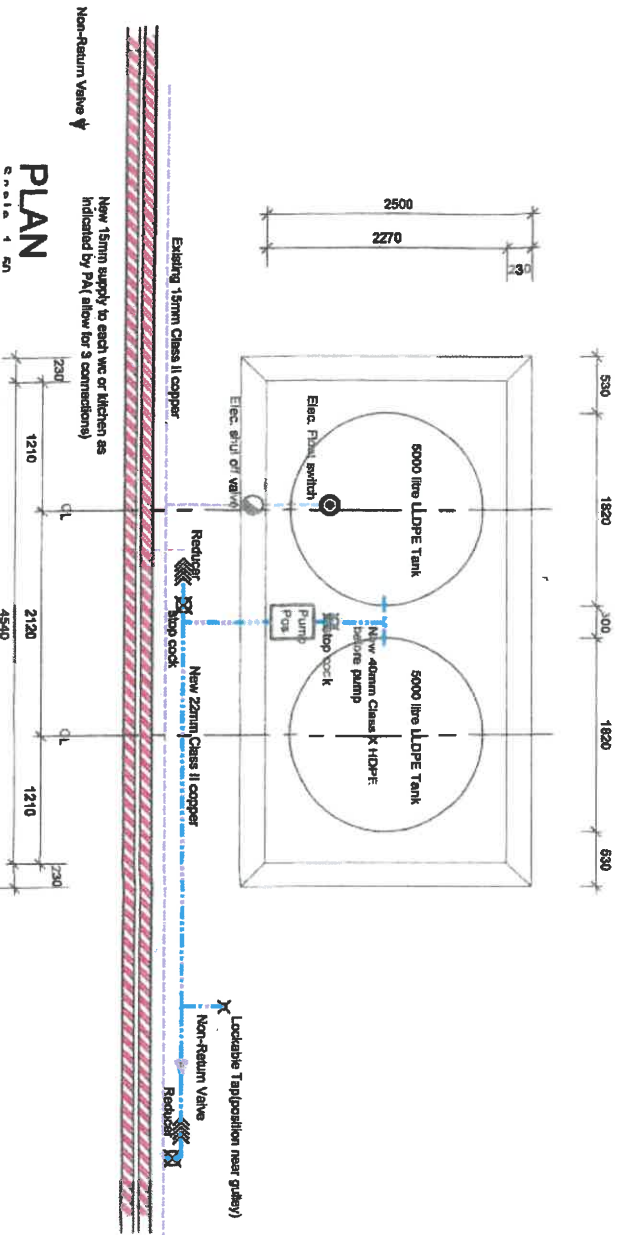 2500
2270
530
1820
300
1820
530
5000 litre LLDPE Tank
5000 litre LLDPE Tank
Elec. Float switch
Elec. shut off valve
New 40mm Class X HDPE
before pump
stop cock
Pump
Pos.
Existing 15mm Class II copper
Reducer
stop cock
New 22mm Class II copper
Lockable Tap(position near gulley)
Non-Return Valve
Reducer
Non-Return Valve
New 15mm supply to each wc or kitchen as
indicated by PA( allow for 3 connections)
230
1210
CL
2120
CL
1210
230
4540
PLAN